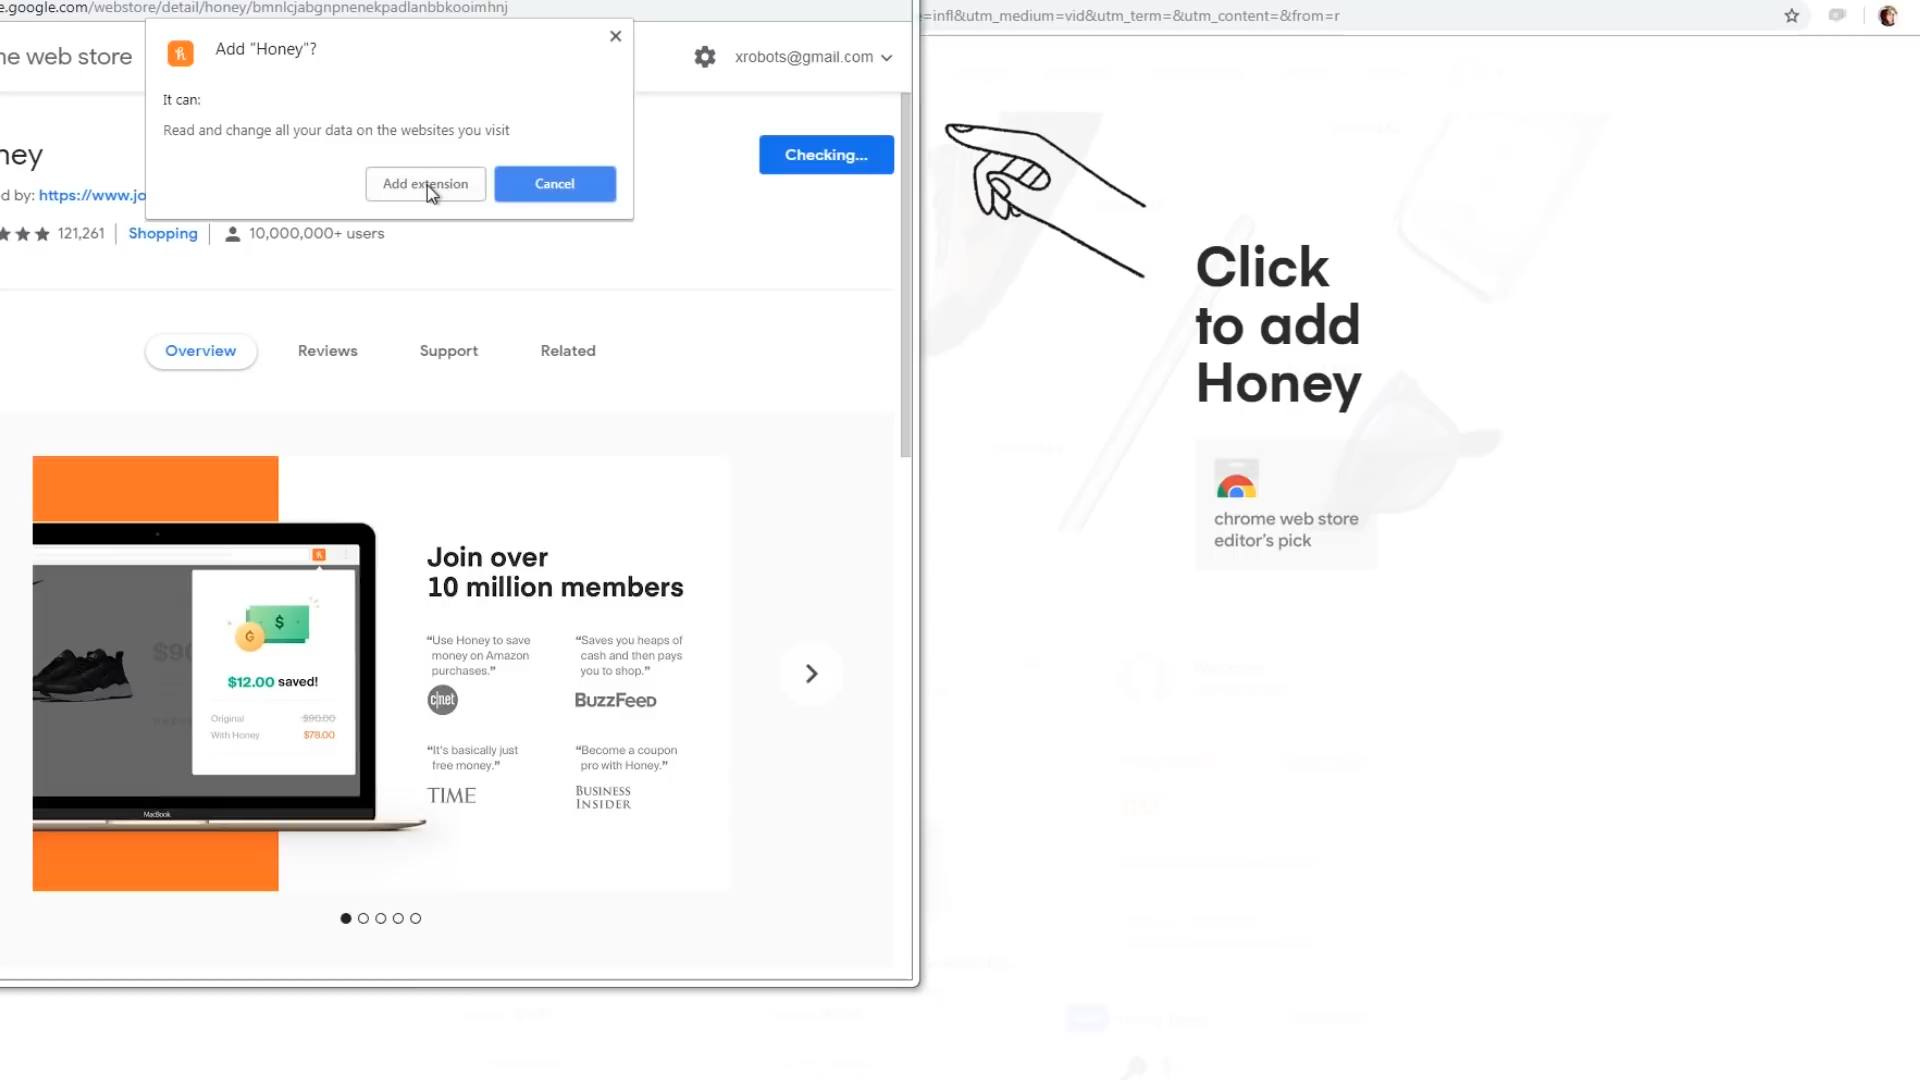 e.google.com/webstore/detail/honey/bmnlcjabgnpnenekpadlanbbkooimhnj
=infl&utm_medium=vid&utm_term=&utm_content=&from=r
ne web store
Add "Honey"?
xrobots@gmail.com
It can:
Read and change all your data on the websites you visit
ney
Checking...
Add extension
Cancel
ed by: https://www.jo
121,261
Shopping
10,000,000+ users
Click
to add
Honey
Overview
Reviews
Support
Related
chrome web store
editor's pick
Join over
10 million members
"Use Honey to save
money on Amazon
purchases."
c|net
"Saves you heaps of
cash and then pays
you to shop."
BuzzFeed
$12.00 saved!
Original $90.00
With Honey $78.00
"It's basically just
free money."
TIME
"Become a coupon
pro with Honey."
BUSINESS
INSIDER
MacBook